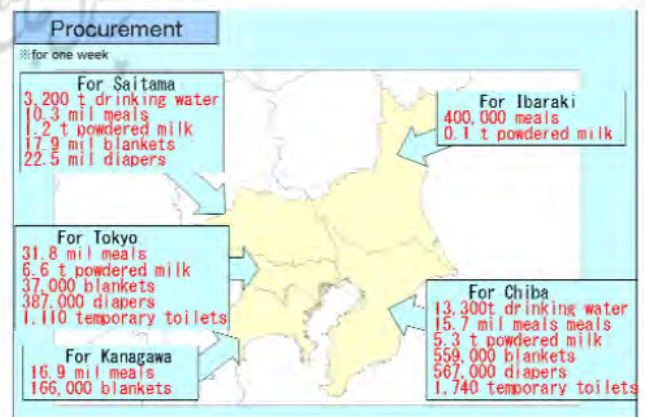 Procurement
※for one week
For Saitama
3,200 t drinking water
10.3 mil meals
1.2 t powdered milk
17.9 mil blankets
22.5 mil diapers
For Ibaraki
400,000 meals
0.1 t powdered milk
For Tokyo
31.8 mil meals
6.6 t powdered milk
37,000 blankets
387,000 diapers
1,110 temporary toilets
For Chiba
13,300t drinking water
15.7 mil meals meals
5.3 t powdered milk
559,000 blankets
567,000 diapers
1,740 temporary toilets
For Kanagawa
16.9 mil meals
166,000 blankets